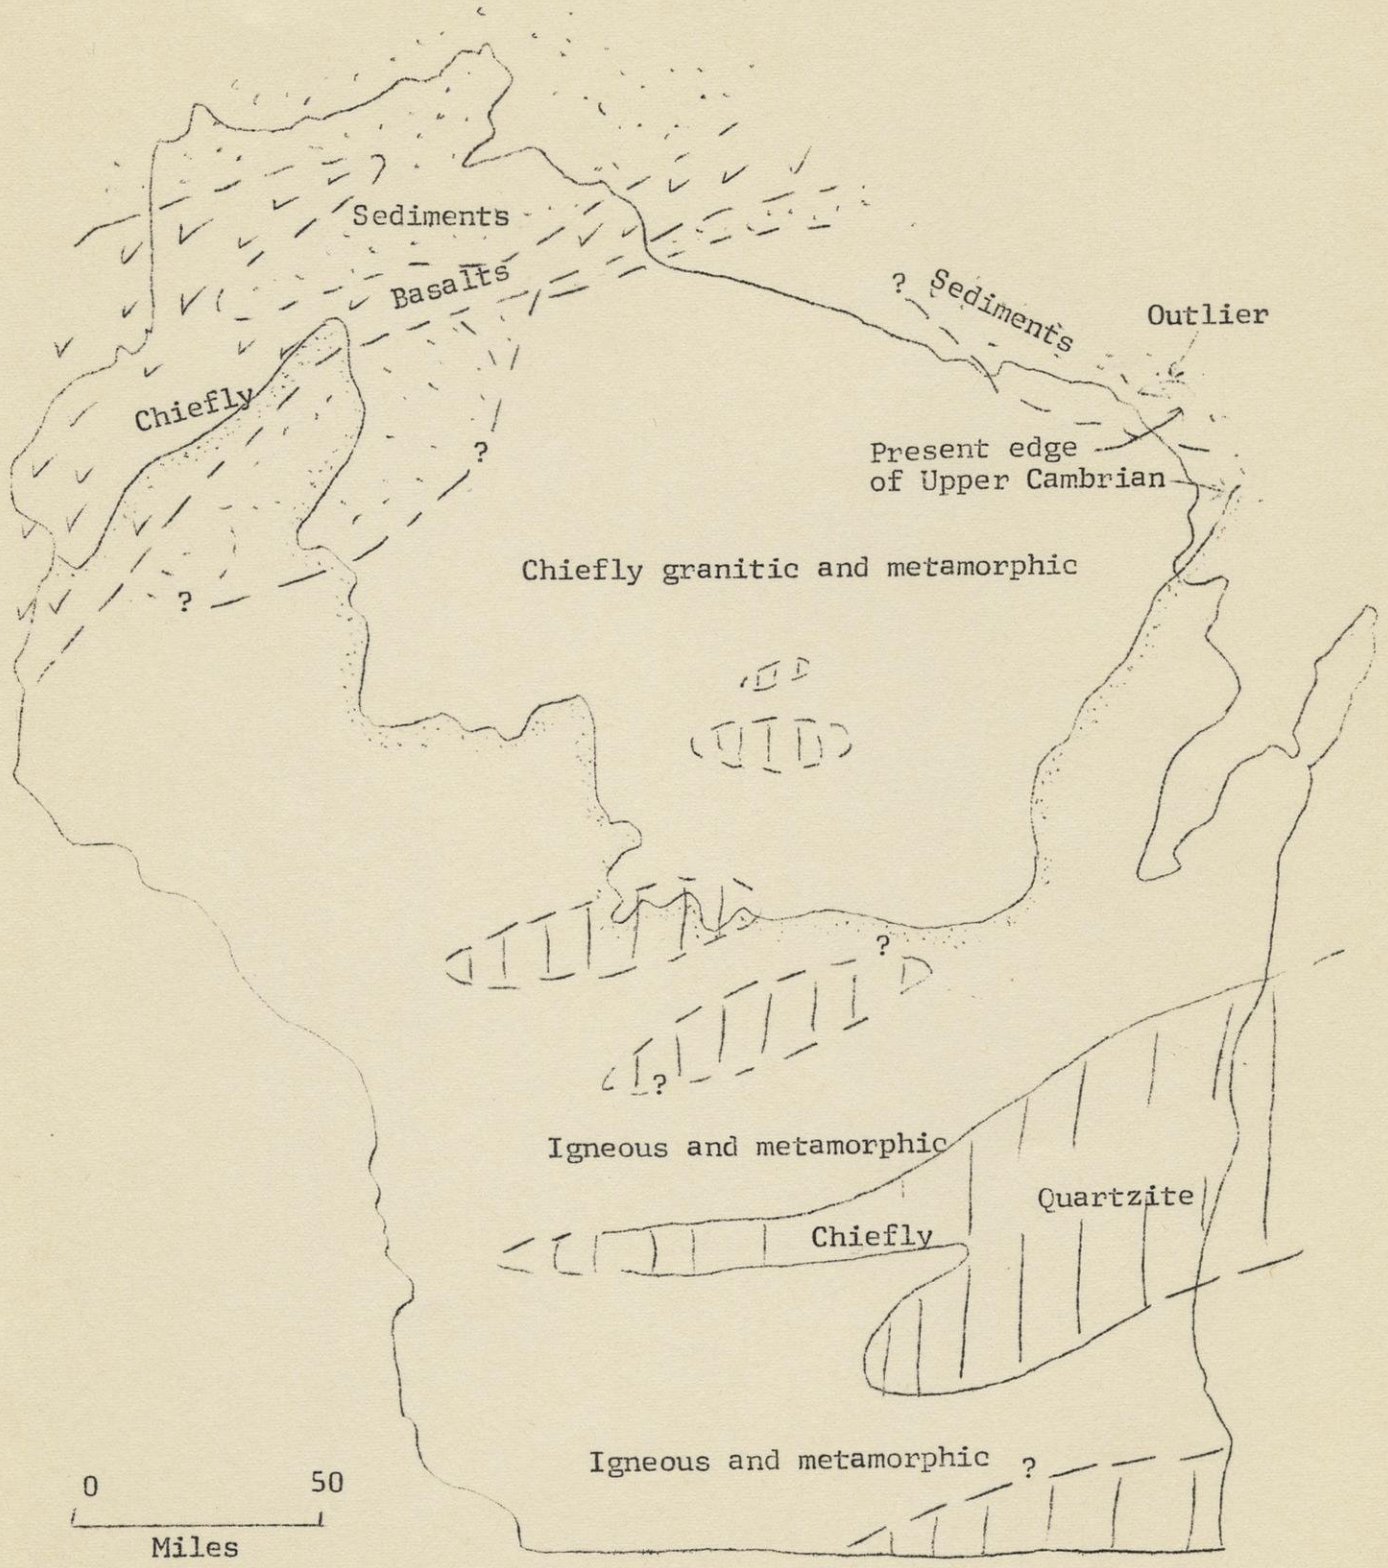 Sediments
Basalts
? Sediments
Outlier
Chiefly
?
Present edge
of Upper Cambrian
Chiefly granitic and metamorphic
?
?
?
Igneous and metamorphic
Quartzite
Chiefly
Igneous and metamorphic ?
0 50
Miles